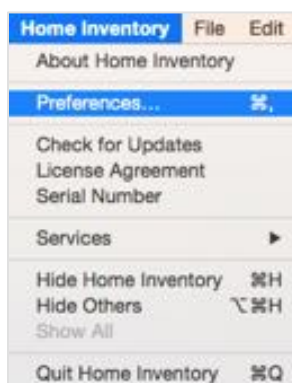 Home Inventory File Edit
About Home Inventory
Preferences... ⌘,
Check for Updates
License Agreement
Serial Number
Services ▶
Hide Home Inventory ⌘H
Hide Others ⌥⌘H
Show All
Quit Home Inventory ⌘Q